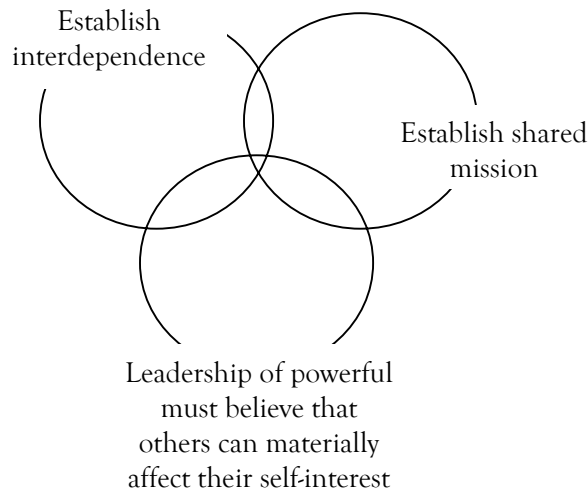 Establish
interdependence
Establish shared
mission
Leadership of powerful
must believe that
others can materially
affect their self-interest